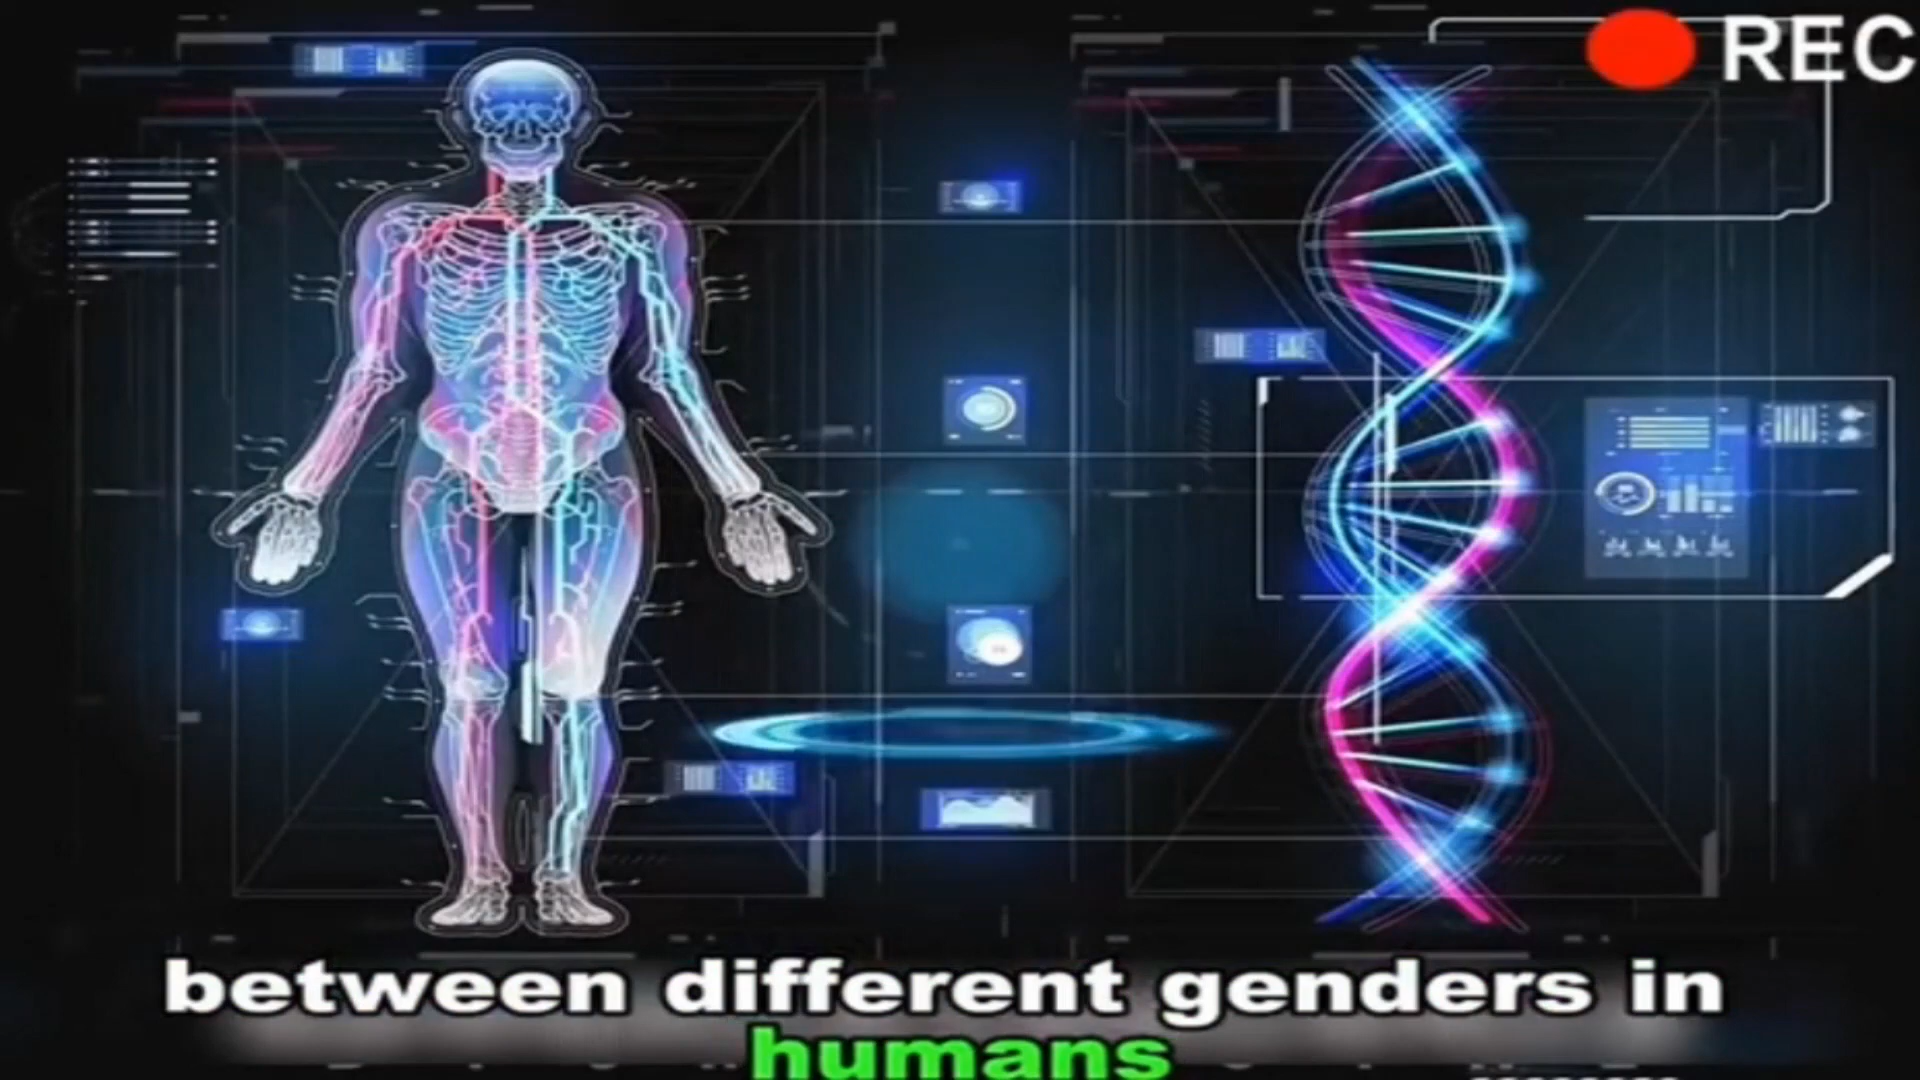 REC
between different genders in
humans